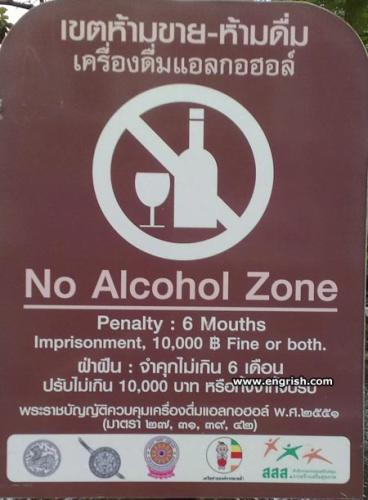 เขตห้ามขาย-ห้ามดื่ม
เครื่องดื่มแอลกอฮอล์
No Alcohol Zone
Penalty : 6 Mouths
Imprisonment, 10,000 ฿ Fine or both.
ฝ่าฝืน : จำคุกไม่เกิน 6 เดือน
ปรับไม่เกิน 10,000 บาท หรือทั้งจำทั้งปรับ
www.engrish.com
พระราชบัญญัติควบคุมเครื่องดื่มแอลกอฮอล์ พ.ศ.๒๕๕๑
(มาตรา ๒๗, ๓๑, ๓๙, ๔๒)
สสส